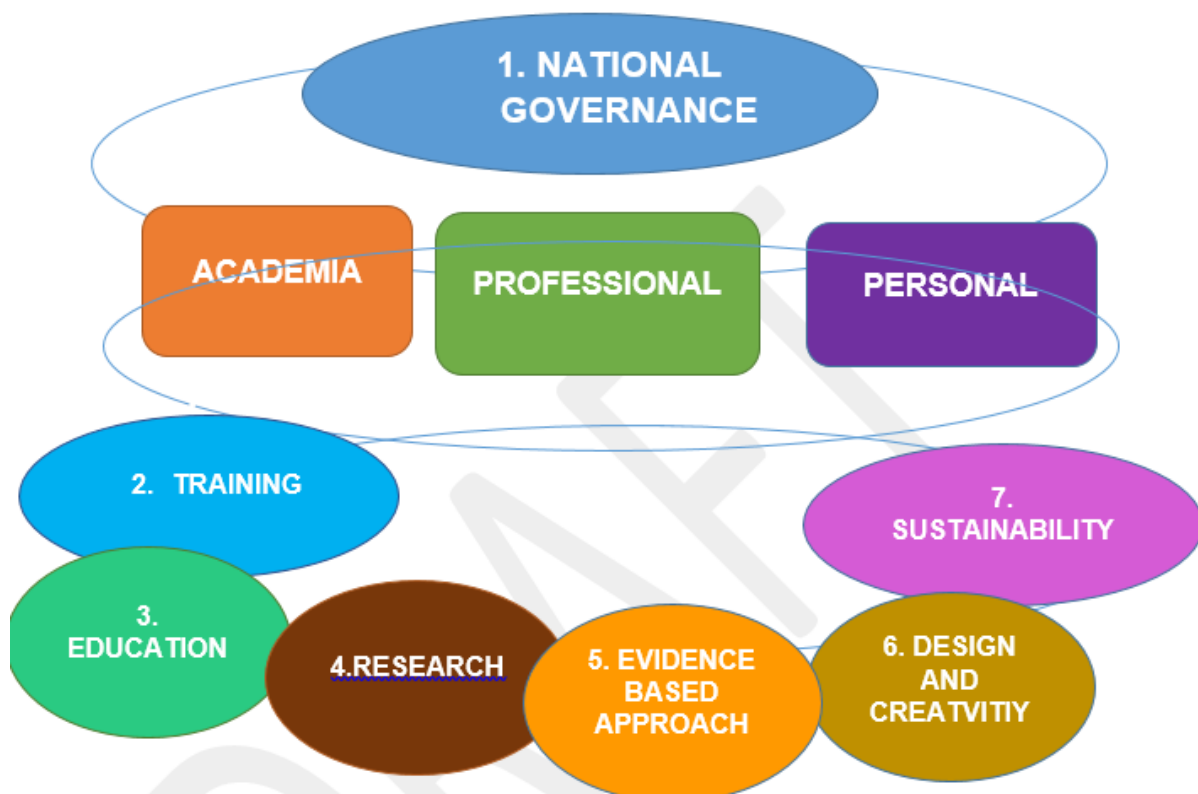 1. NATIONAL
GOVERNANCE
ACADEMIA
PROFESSIONAL
PERSONAL
2. TRAINING
7.
SUSTAINABILITY
3.
EDUCATION
4.RESEARCH
5. EVIDENCE
BASED
APPROACH
6. DESIGN
AND
CREATVITIY
DRAFT